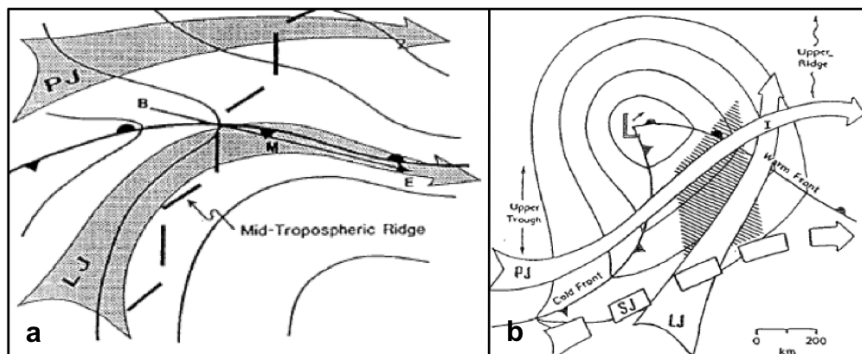 PJ
B
M
E
Mid-Tropospheric Ridge
LJ
a
Upper
Ridge
L
I
Warm Front
Upper
Trough
PJ
Cold Front
SJ
LJ
0 200
km
b